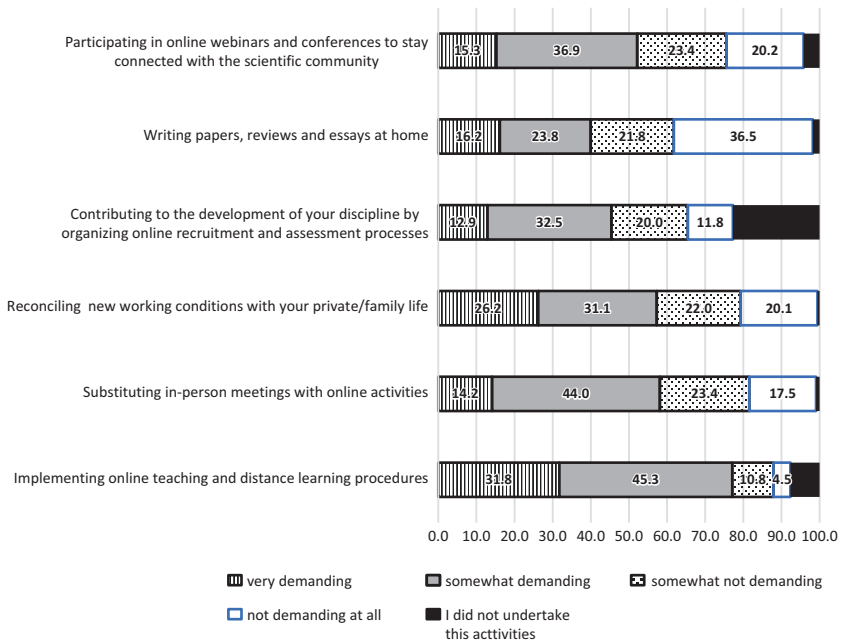 Participating in online webinars and conferences to stay
connected with the scientific community
15.3 36.9 23.4 20.2
Writing papers, reviews and essays at home
16.2 23.8 21.8 36.5
Contributing to the development of your discipline by
organizing online recruitment and assessment processes
12.9 32.5 20.0 11.8
Reconciling new working conditions with your private/family life
26.2 31.1 22.0 20.1
Substituting in-person meetings with online activities
14.2 44.0 23.4 17.5
Implementing online teaching and distance learning procedures
31.8 45.3 10.8 4.5
0.0 10.0 20.0 30.0 40.0 50.0 60.0 70.0 80.0 90.0 100.0
very demanding somewhat demanding somewhat not demanding
not demanding at all I did not undertake
this acttivities